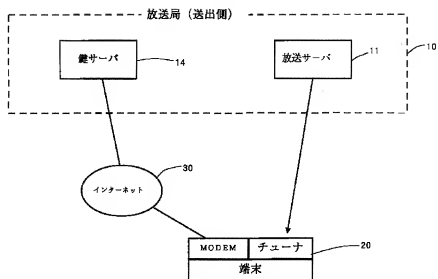 放送局（送出側）
10
鍵サーバ
14
放送サーバ
11
インターネット
30
MODEM
チューナ
20
端末